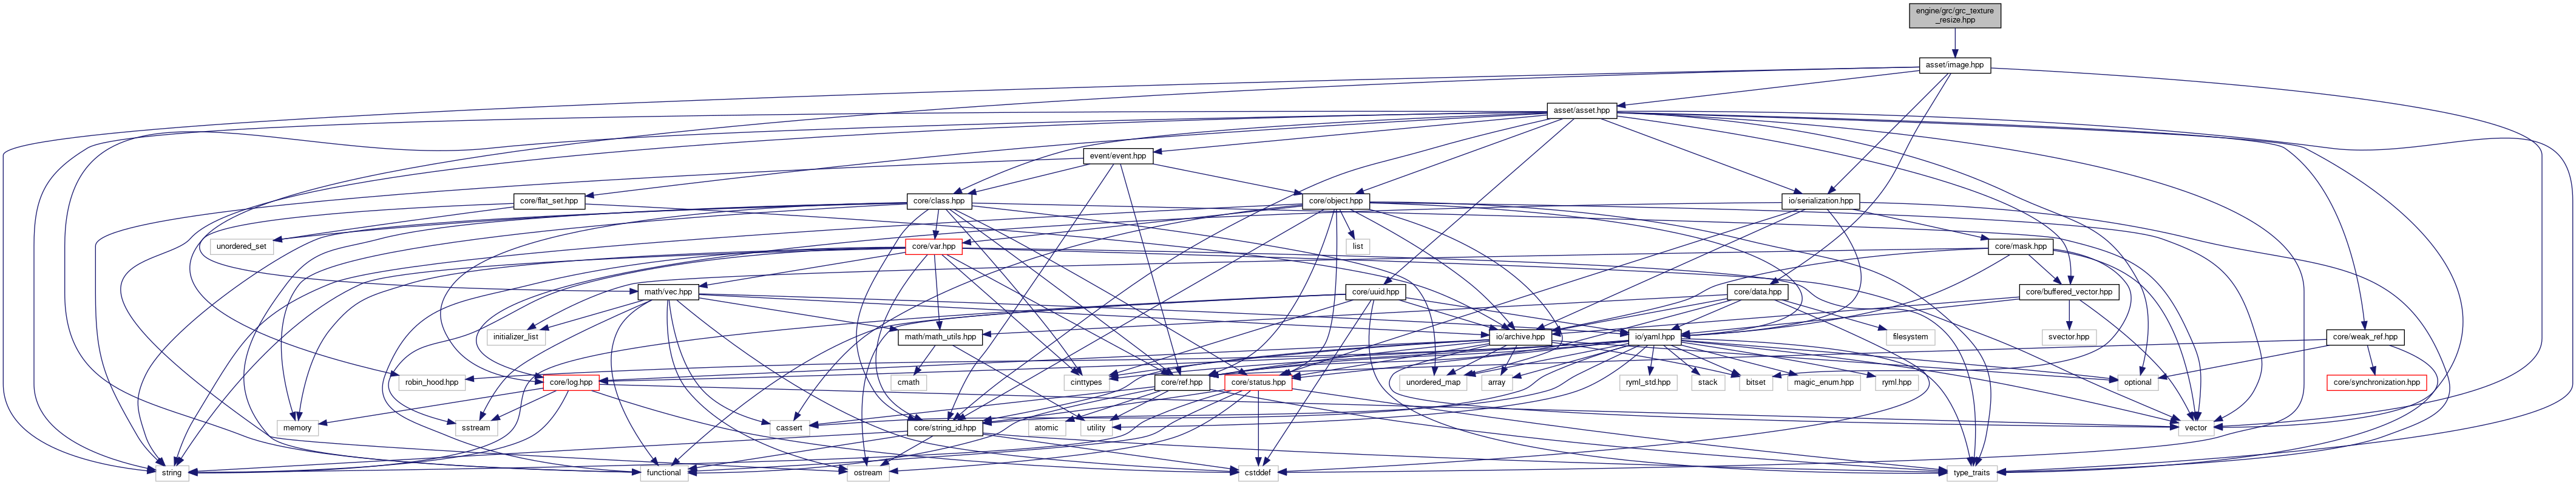 engine/grc/grc_texture
_resize.hpp
asset/image.hpp
asset/asset.hpp
event/event.hpp
core/flat_set.hpp
core/class.hpp
core/object.hpp
io/serialization.hpp
unordered_set
core/var.hpp
list
core/mask.hpp
math/vec.hpp
core/uuid.hpp
core/data.hpp
core/buffered_vector.hpp
initializer_list
math/math_utils.hpp
io/archive.hpp
io/yaml.hpp
filesystem
svector.hpp
core/weak_ref.hpp
robin_hood.hpp
core/log.hpp
cmath
cinttypes
core/ref.hpp
core/status.hpp
unordered_map
array
ryml_std.hpp
stack
bitset
magic_enum.hpp
ryml.hpp
optional
core/synchronization.hpp
memory
sstream
cassert
core/string_id.hpp
atomic
utility
vector
string
functional
ostream
cstddef
type_traits